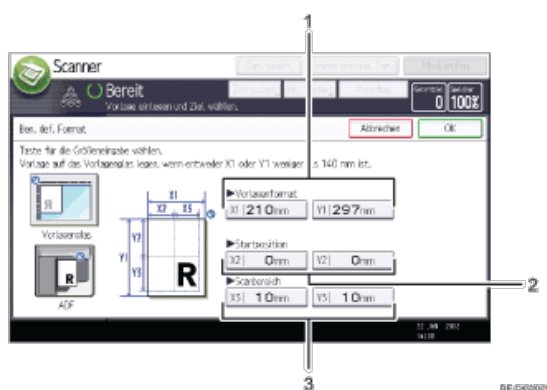 1
Scanner
Bereit
Vorlage einlesen und Ziel wählen.
0 100%
Ben. def. Format
Abbrechen
OK
Taste für die Größeneingabe wählen.
Vorlage auf das Vorlagenglas legen, wenn entweder X1 oder Y1 weniger als 140 mm ist.
X1
X2 X3
Y1
Y2
Y3
R
R
Vorlagenglas
R
ADF
▶Vorlagenformat
X1 210mm Y1 297mm
▶Startposition
X2 0mm Y2 0mm
2
▶Scanbereich
X3 10mm Y3 10mm
3